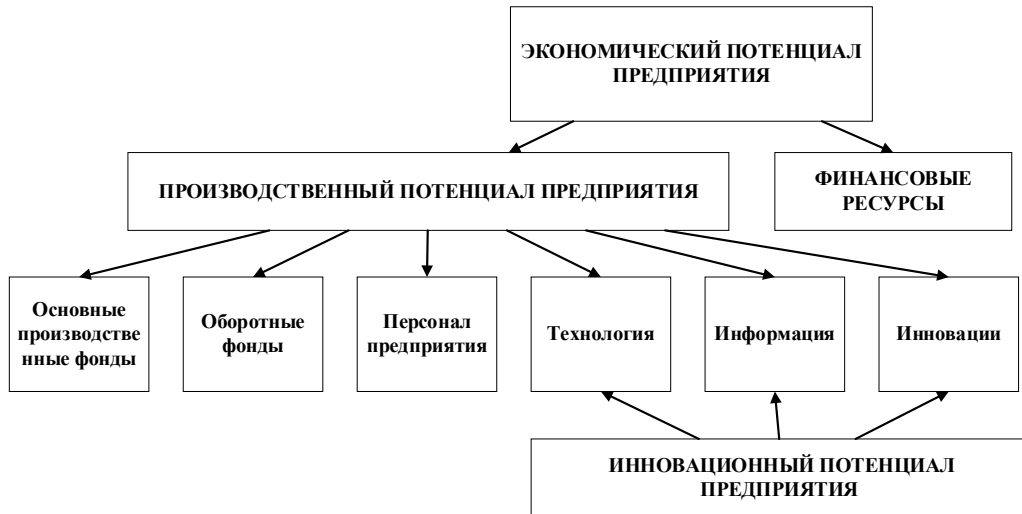 ЭКОНОМИЧЕСКИЙ ПОТЕНЦИАЛ
ПРЕДПРИЯТИЯ
ПРОИЗВОДСТВЕННЫЙ ПОТЕНЦИАЛ ПРЕДПРИЯТИЯ
ФИНАНСОВЫЕ
РЕСУРСЫ
Основные
производстве
нные фонды
Оборотные
фонды
Персонал
предприятия
Технология
Информация
Инновации
ИННОВАЦИОННЫЙ ПОТЕНЦИАЛ
ПРЕДПРИЯТИЯ